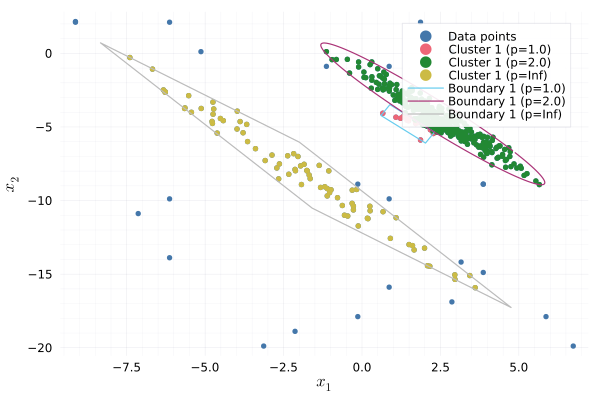 Data points
Cluster 1 (p=1.0)
Cluster 1 (p=2.0)
Cluster 1 (p=Inf)
Boundary 1 (p=1.0)
Boundary 1 (p=2.0)
Boundary 1 (p=Inf)
0
−5
−10
−15
−20
x₂
−7.5 −5.0 −2.5 0.0 2.5 5.0
x₁